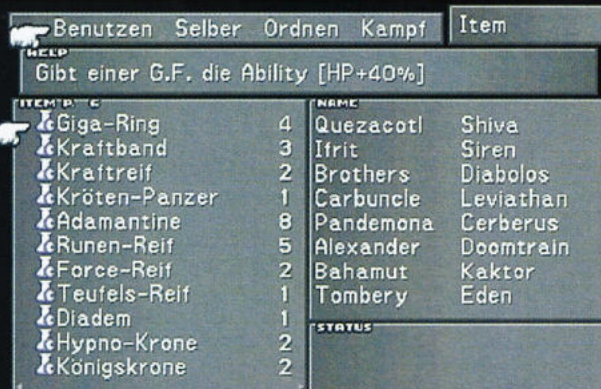 Benutzen Selber Ordnen Kampf
Item
HELP
Gibt einer G.F. die Ability [HP+40%]
ITEM P. 6
Giga-Ring 4
Kraftband 3
Kraftreif 2
Kröten-Panzer 1
Adamantine 8
Runen-Reif 5
Force-Reif 2
Teufels-Reif 1
Diadem 1
Hypno-Krone 2
Königskrone 2
NAME
Quezacotl Shiva
Ifrit Siren
Brothers Diabolos
Carbuncle Leviathan
Pandemona Cerberus
Alexander Doomtrain
Bahamut Kaktor
Tombery Eden
STATUS